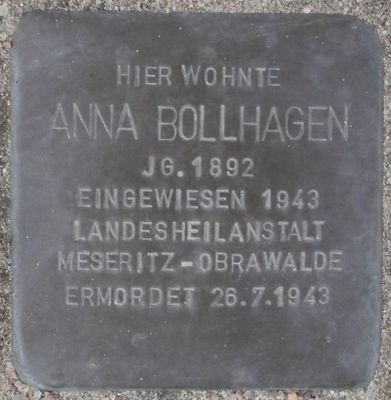 HIER WOHNTE
ANNA BOLLHAGEN
JG. 1892
EINGEWIESEN 1943
LANDESHEILANSTALT
MESERITZ-OBRAWALDE
ERMORDET 26.7.1943